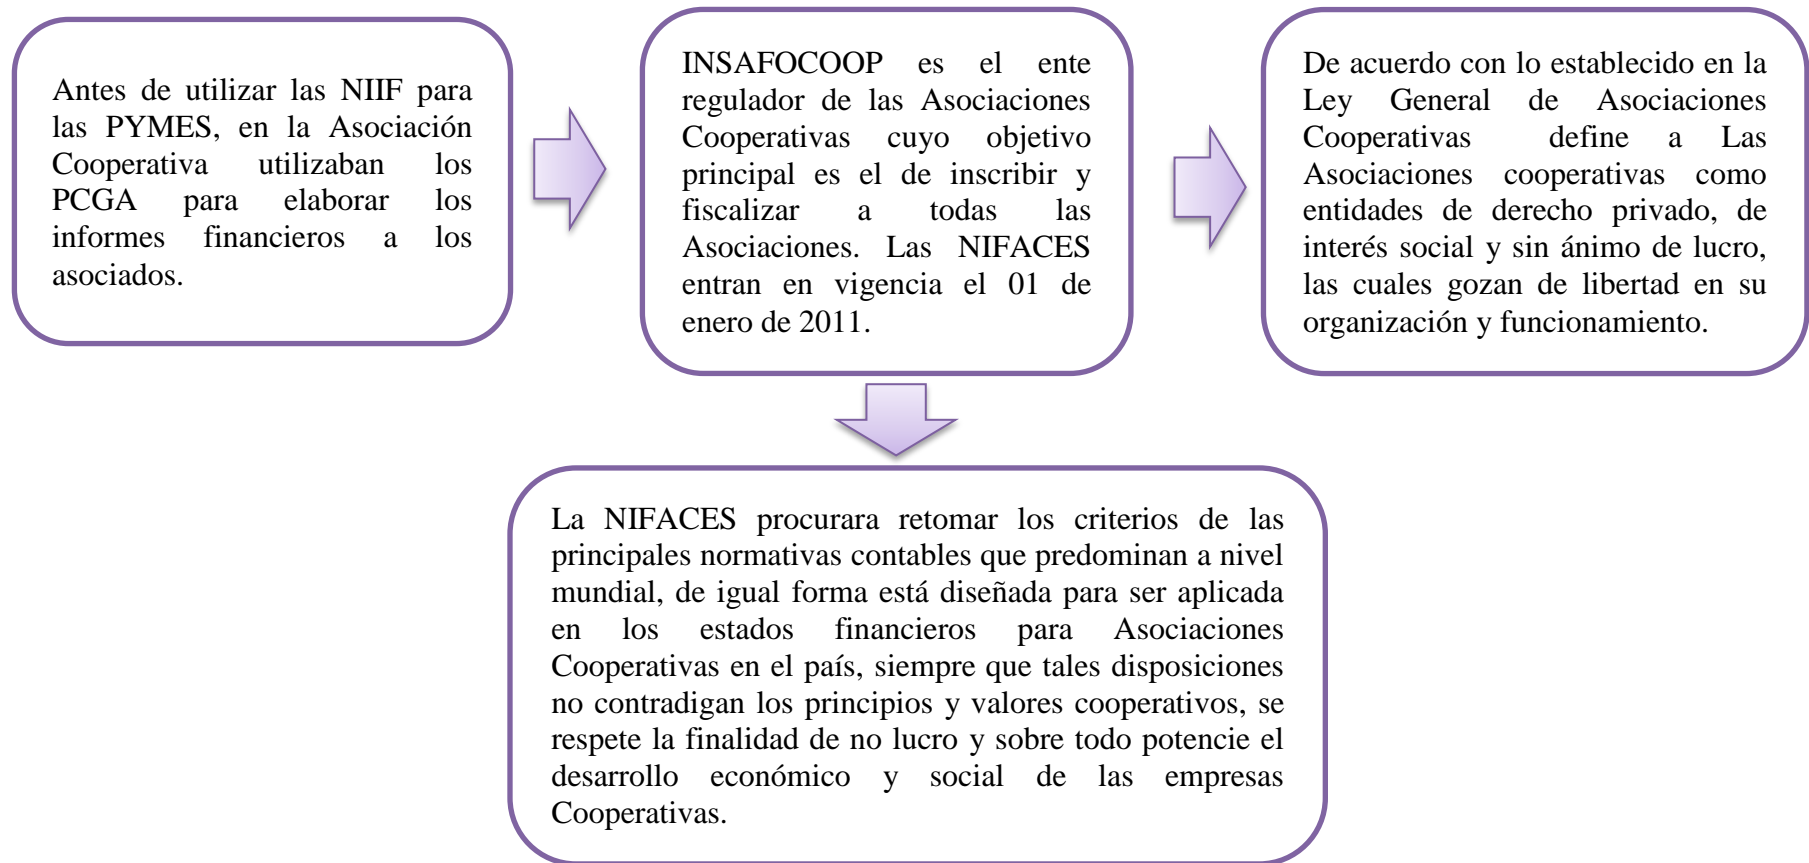 Antes de utilizar las NIIF para
las PYMES, en la Asociación
Cooperativa utilizaban los
PCGA para elaborar los
informes financieros a los
asociados.
INSAFOCOOP es el ente
regulador de las Asociaciones
Cooperativas cuyo objetivo
principal es el de inscribir y
fiscalizar a todas las
Asociaciones. Las NIFACES
entran en vigencia el 01 de
enero de 2011.
De acuerdo con lo establecido en la
Ley General de Asociaciones
Cooperativas define a Las
Asociaciones cooperativas como
entidades de derecho privado, de
interés social y sin ánimo de lucro,
las cuales gozan de libertad en su
organización y funcionamiento.
La NIFACES procurara retomar los criterios de las
principales normativas contables que predominan a nivel
mundial, de igual forma está diseñada para ser aplicada
en los estados financieros para Asociaciones
Cooperativas en el país, siempre que tales disposiciones
no contradigan los principios y valores cooperativos, se
respete la finalidad de no lucro y sobre todo potencie el
desarrollo económico y social de las empresas
Cooperativas.